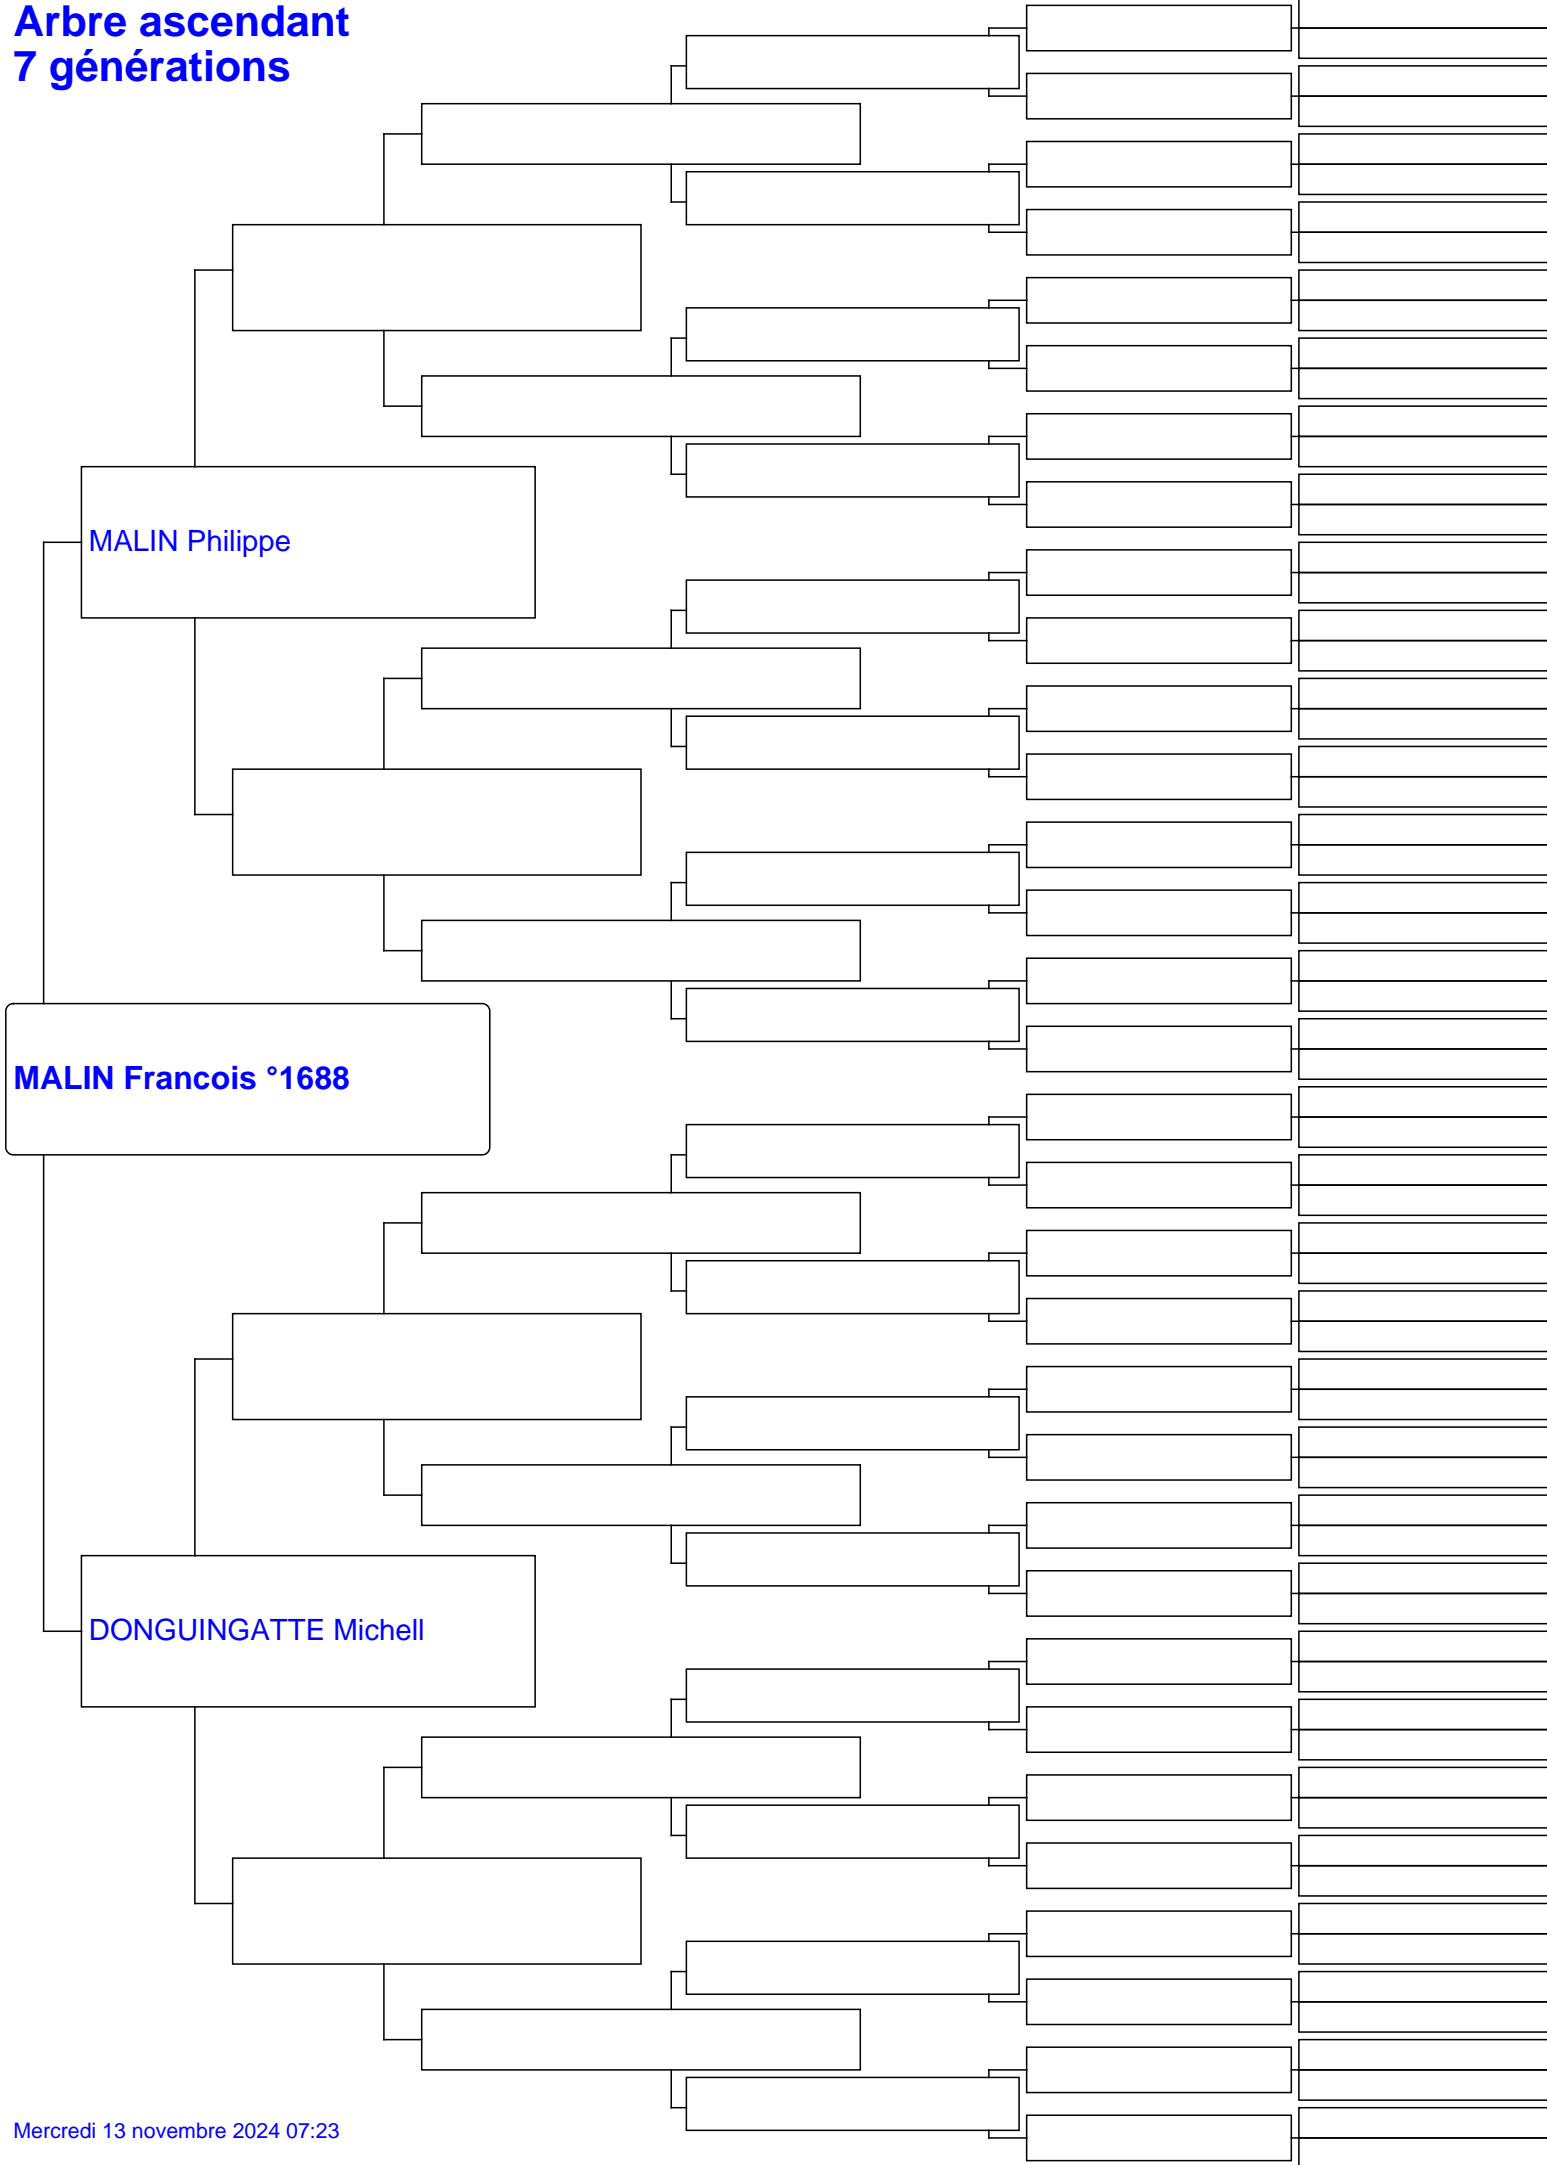 Arbre ascendant
7 générations
MALIN Philippe
MALIN Francois °1688
DONGUINGATTE Michell
Mercredi 13 novembre 2024 07:23